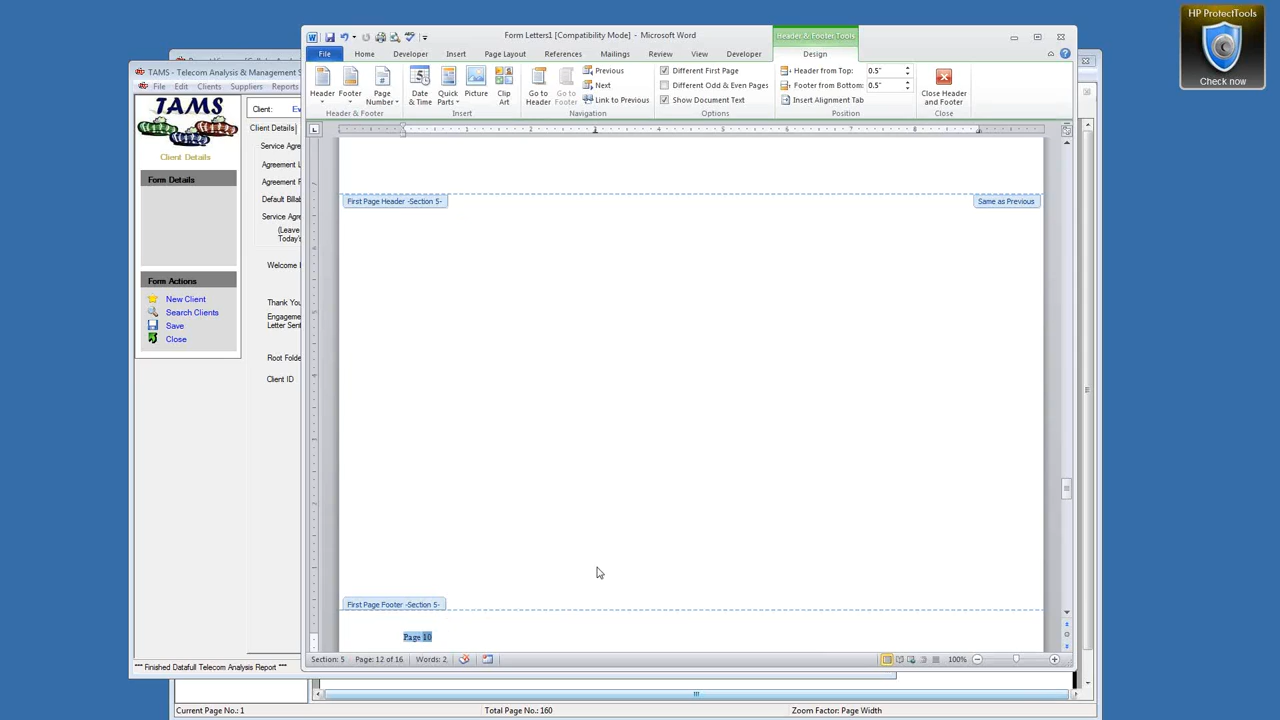 HP ProtectTools
Check now
Form Letters1 [Compatibility Mode] - Microsoft Word
Header & Footer Tools
File Home Developer Insert Page Layout References Mailings Review View Developer Design
Header Footer Page Number
Header & Footer
Date & Time Quick Parts Picture Clip Art
Insert
Go to Header Go to Footer Previous Next Link to Previous
Navigation
Different First Page
Different Odd & Even Pages
Show Document Text
Options
Header from Top: 0.5"
Footer from Bottom: 0.5"
Insert Alignment Tab
Position
Close Header and Footer
Close
TAMS - Telecom Analysis & Management S
File Edit Clients Suppliers Reports
TAMS
Client Details
Form Details
Form Actions
New Client
Search Clients
Save
Close
Client:
Client Details
Service Agre
Agreement L
Agreement F
Default Billab
Service Agre
(Leave
Today's
Welcome
Thank You
Engagem
Letter Sent
Root Folde
Client ID
First Page Header -Section 5-
Same as Previous
First Page Footer -Section 5-
Page 10
Section: 5 Page: 12 of 16 Words: 2 100%
*** Finished Datafull Telecom Analysis Report ***
Current Page No.: 1 Total Page No.: 160 Zoom Factor: Page Width